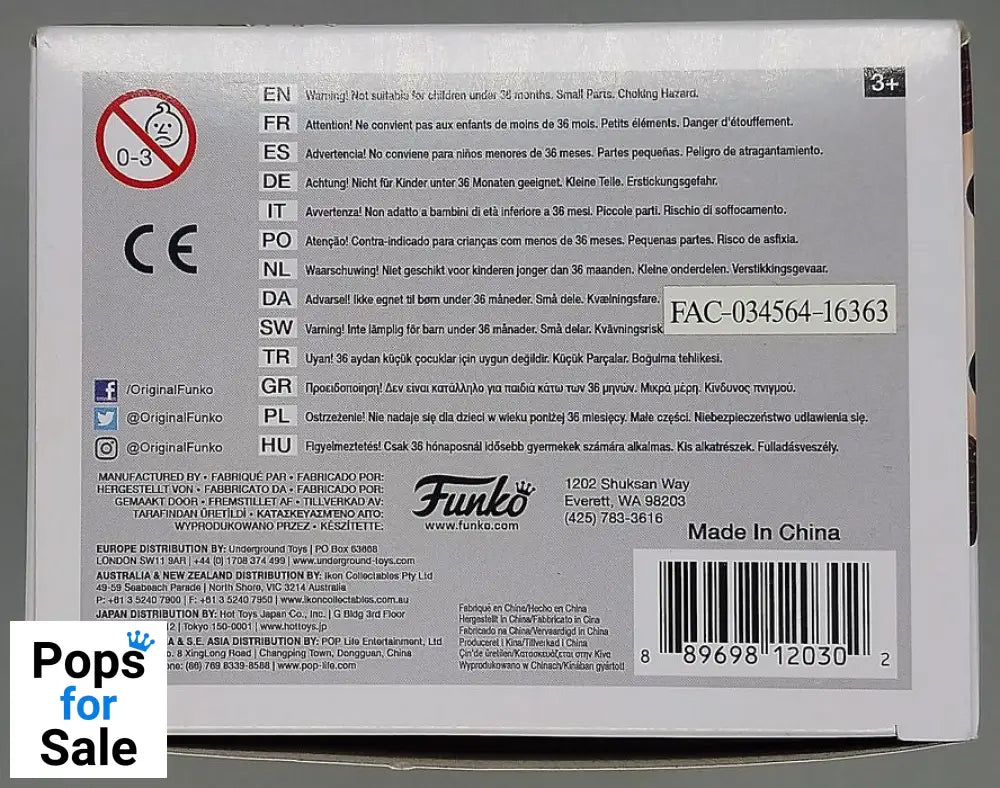 3+
0-3
EN Warning! Not suitable for children under 36 months. Small Parts. Choking Hazard.
FR Attention! Ne convient pas aux enfants de moins de 36 mois. Petits éléments. Danger d'étouffement.
ES Advertencia! No conviene para niños menores de 36 meses. Partes pequeñas. Peligro de atragantamiento.
DE Achtung! Nicht für Kinder unter 36 Monaten geeignet. Kleine Teile. Erstickungsgefahr.
IT Avvertenza! Non adatto a bambini di età inferiore a 36 mesi. Piccole parti. Rischio di soffocamento.
PO Atenção! Contra-indicado para crianças com menos de 36 meses. Pequenas partes. Risco de asfixia.
NL Waarschuwing! Niet geschikt voor kinderen jonger dan 36 maanden. Kleine onderdelen. Verstikkingsgevaar.
DA Advarsel! Ikke egnet til børn under 36 måneder. Små dele. Kvælningsfare.
SW Varning! Inte lämplig för barn under 36 månader. Små delar. Kvävningsrisk
FAC-034564-16363
TR Uyarı! 36 aydan küçük çocuklar için uygun değildir. Küçük Parçalar. Boğulma tehlikesi.
GR Προειδοποίηση! Δεν είναι κατάλληλο για παιδιά κάτω των 36 μηνών. Μικρά μέρη. Κίνδυνος πνιγμού.
PL Ostrzeżenie! Nie nadaje się dla dzieci w wieku poniżej 36 miesięcy. Małe części. Niebezpieczeństwo udławienia się.
HU Figyelmeztetés! Csak 36 hónaposnál idősebb gyermekek számára alkalmas. Kis alkatrészek. Fulladásveszély.
CE
/OriginalFunko
@OriginalFunko
@OriginalFunko
MANUFACTURED BY • FABRIQUÉ PAR • FABRICADO POR:
HERGESTELLT VON • FABBRICATO DA • FABRICADO POR:
GEMAAKT DOOR • FREMSTILLET AF • TILLVERKAD AV:
TARAFINDAN ÜRETİLDİ • ΚΑΤΑΣΚΕΥΑΣΜΕΝΟ ΑΠΟ:
WYPRODUKOWANO PRZEZ • KÉSZÍTETTE:
Funko
www.funko.com
1202 Shuksan Way
Everett, WA 98203
(425) 783-3616
Made In China
EUROPE DISTRIBUTION BY: Underground Toys | PO Box 53868
LONDON SW11 9AR | +44 (0) 1708 374 499 | www.underground-toys.com
AUSTRALIA & NEW ZEALAND DISTRIBUTION BY: Ikon Collectables Pty Ltd
49-59 Seabeach Parade | North Shore, VIC 3214 Australia
P: +61 3 5240 7900 | F: +61 3 5240 7950 | www.ikoncollectables.com.au
JAPAN DISTRIBUTION BY: Hot Toys Japan Co., Inc. | G Bldg 3rd Floor
12 | Tokyo 150-0001 | www.hottoys.jp
A & S.E. ASIA DISTRIBUTION BY: POP Life Entertainment, Ltd
o. 8 XingLong Road | Changping Town, Dongguan, China
ne: (86) 769 8339-8588 | www.pop-life.com
Fabriqué en China/Hecho en China
Hergestellt in China/Fabbricato in Cina
Fabricado na China/Vervaardigd in China
Produceret i Kina/Tillverkad i China
Çin'de üretilen/Κατασκευάζεται στην Κίνα
Wyprodukowano w Chinach/Kínában gyártott
8 89698 12030 2
Pops
for
Sale